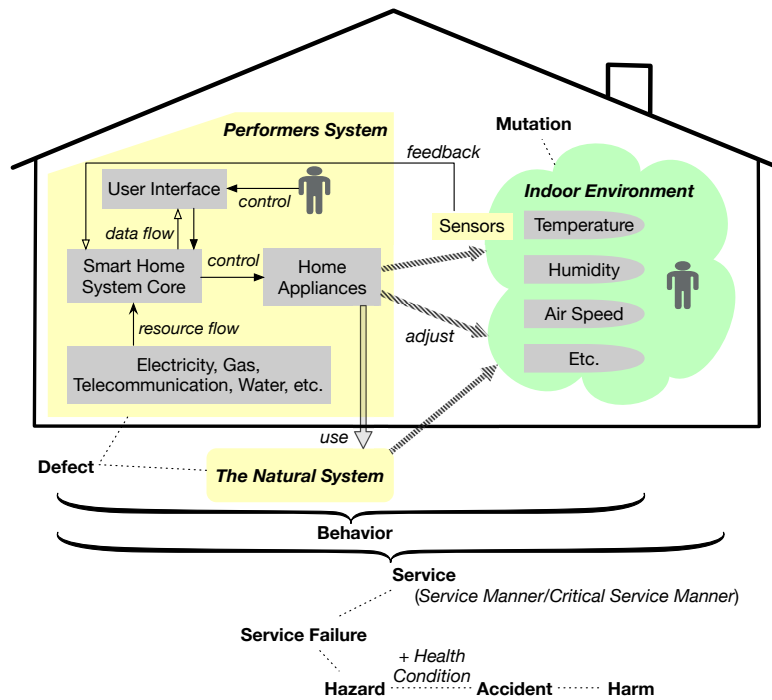 Performers System
Mutation
feedback
User Interface
control
Indoor Environment
Sensors
Temperature
data flow
Smart Home
System Core
control
Home
Appliances
Humidity
resource flow
adjust
Air Speed
Electricity, Gas,
Telecommunication, Water, etc.
Etc.
use
Defect
The Natural System
Behavior
Service
(Service Manner/Critical Service Manner)
Service Failure
+ Health
Condition
Hazard
Accident
Harm